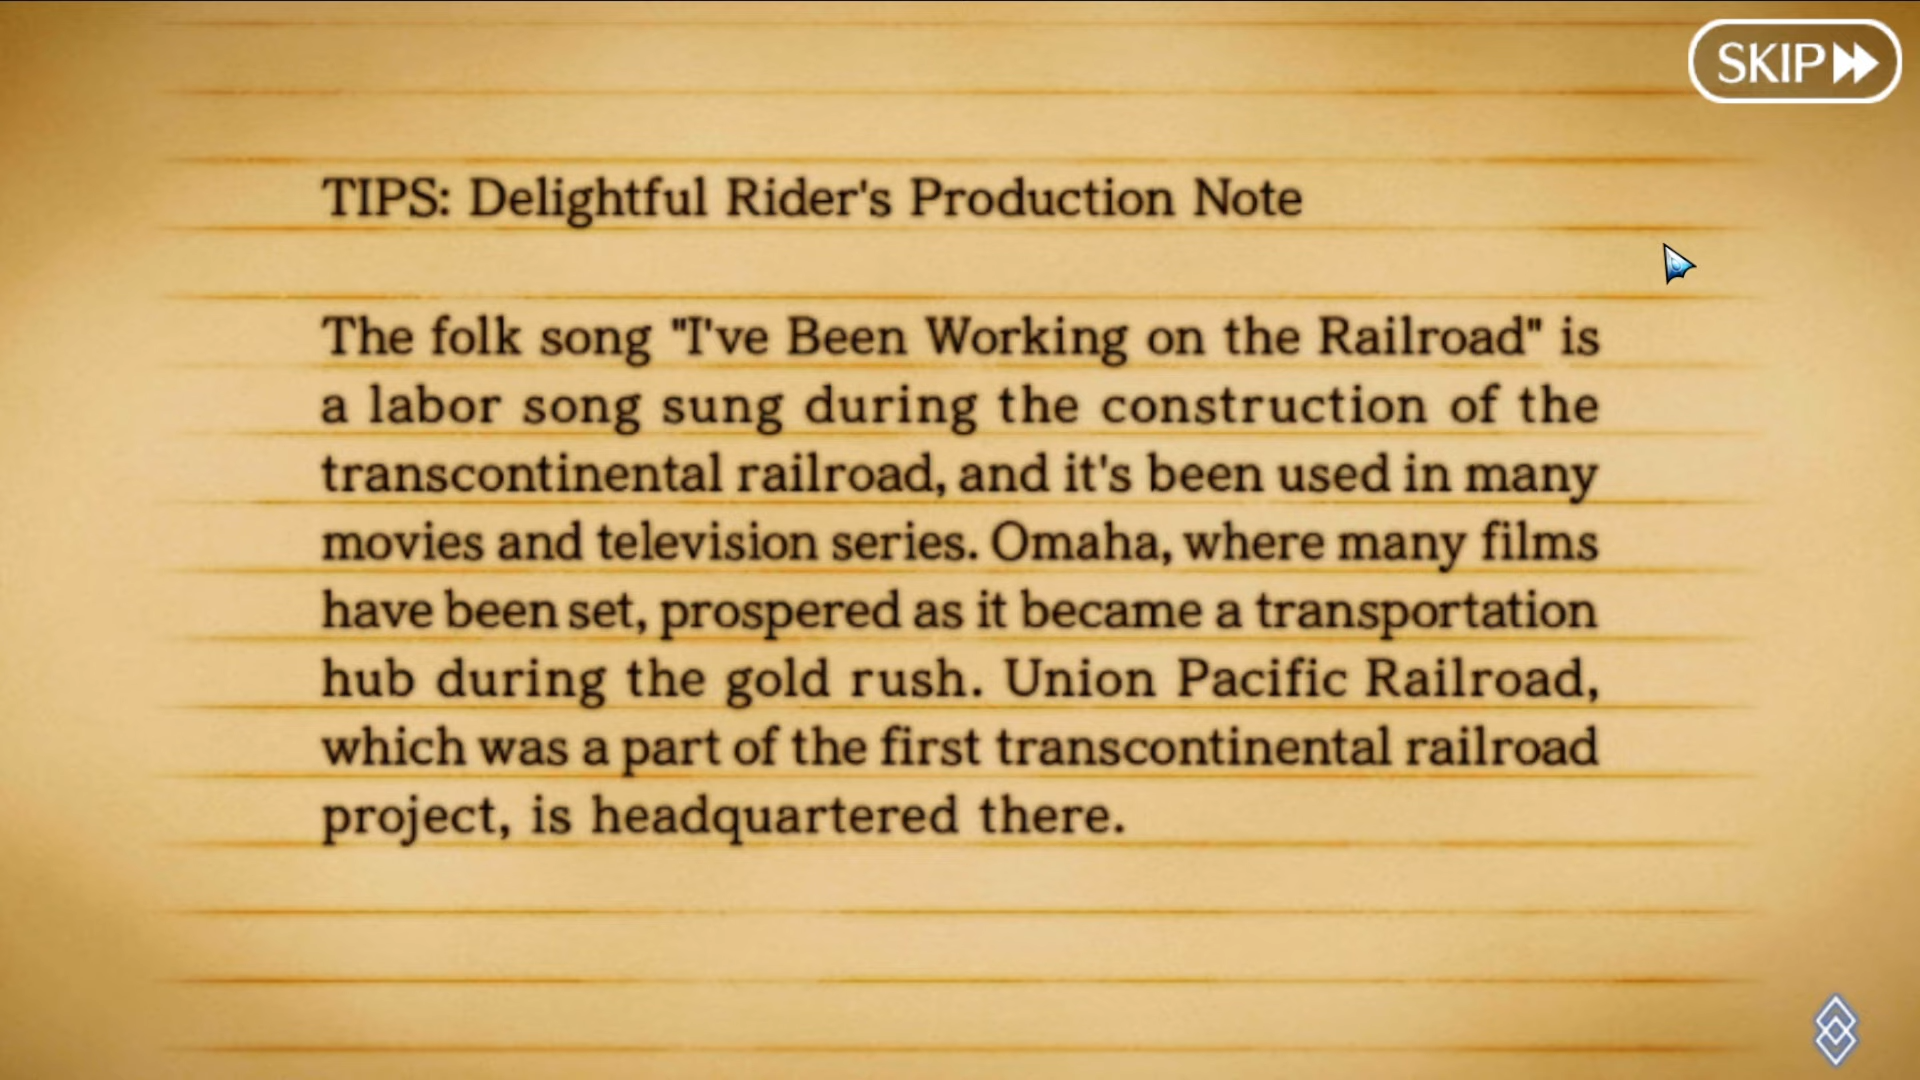 SKIP
TIPS: Delightful Rider's Production Note
The folk song "I've Been Working on the Railroad" is
a labor song sung during the construction of the
transcontinental railroad, and it's been used in many
movies and television series. Omaha, where many films
have been set, prospered as it became a transportation
hub during the gold rush. Union Pacific Railroad,
which was a part of the first transcontinental railroad
project, is headquartered there.